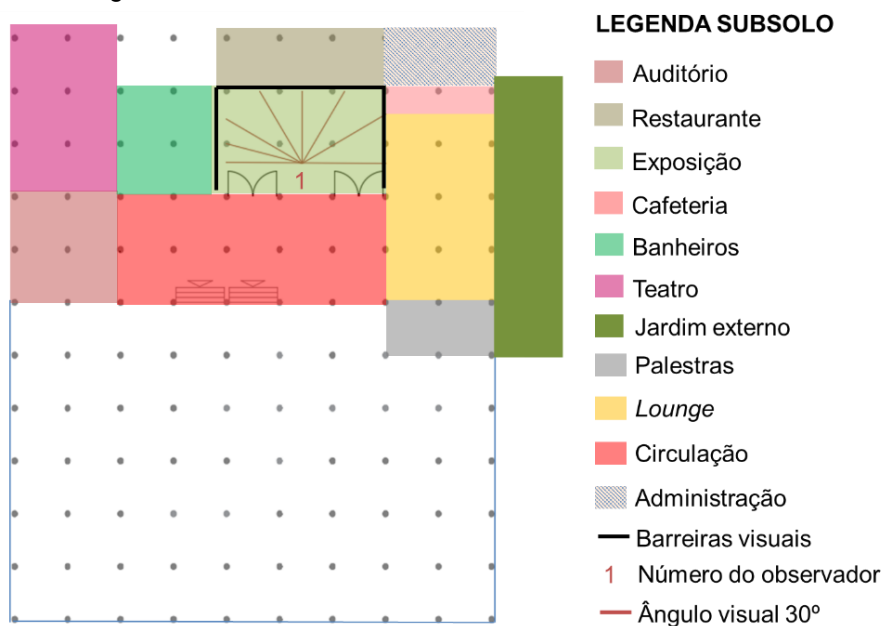 1
LEGENDA SUBSOLO
Auditório
Restaurante
Exposição
Cafeteria
Banheiros
Teatro
Jardim externo
Palestras
Lounge
Circulação
Administração
Barreiras visuais
1 Número do observador
Ângulo visual 30º